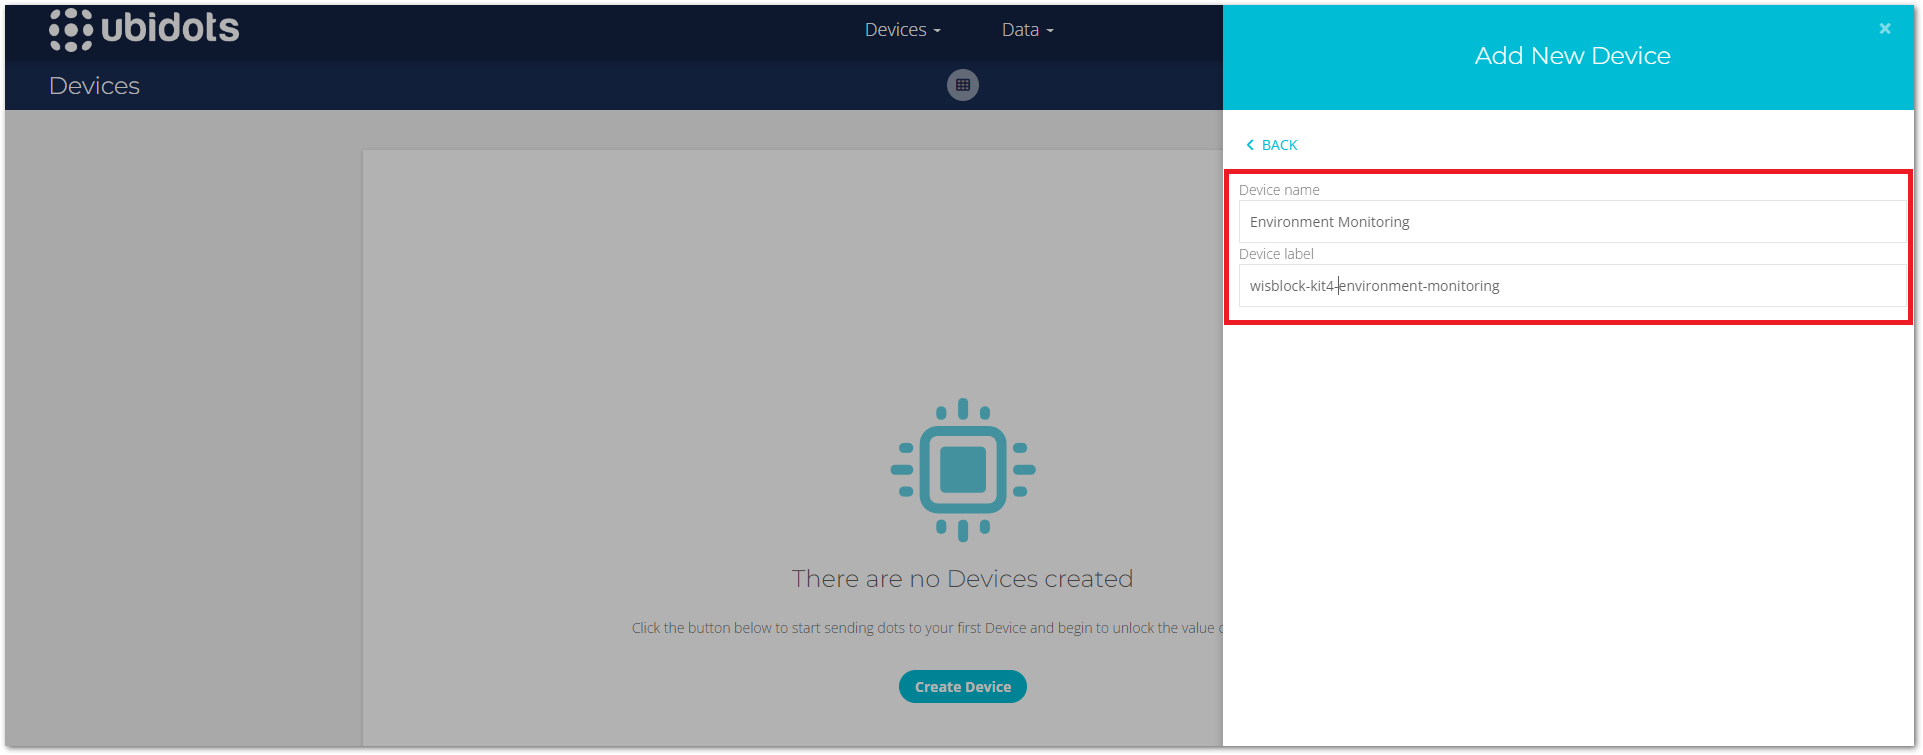 ubidots
Devices
Data
Add New Device
Devices
BACK
Device name
Environment Monitoring
Device label
wisblock-kit4-environment-monitoring
There are no Devices created
Click the button below to start sending dots to your first Device and begin to unlock the value
Create Device